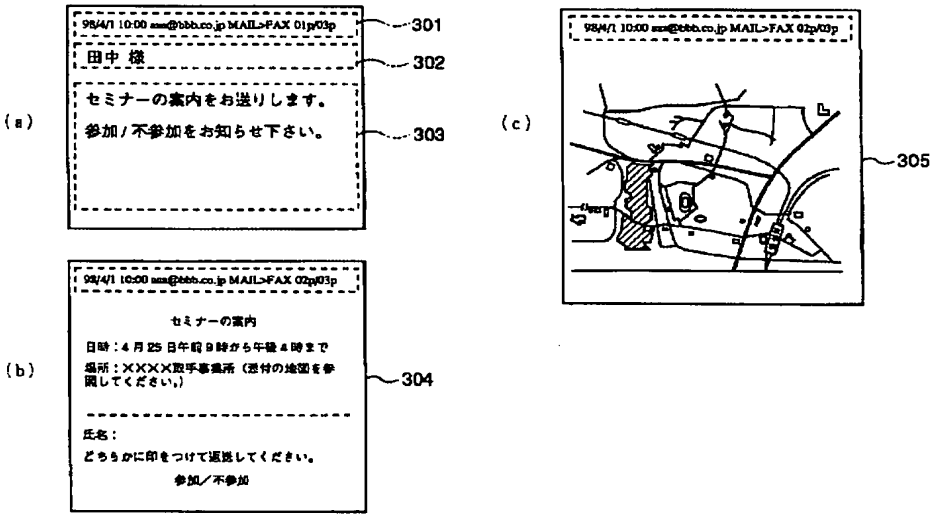 (a)
98/4/1 10:00 aaa@bbb.co.jp MAIL>FAX 01p/03p
301
田中 様
302
セミナーの案内をお送りします。
参加/不参加をお知らせ下さい。
303
(b)
98/4/1 10:00 aaa@bbb.co.jp MAIL>FAX 02p/03p
セミナーの案内
日時:4月25日午前9時から午後4時まで
場所:××××取手事業所(添付の地図を参
照してください。)
304
氏名:
どちらかに印をつけて返送してください。
参加/不参加
(c)
98/4/1 10:00 aaa@bbb.co.jp MAIL>FAX 02p/03p
305